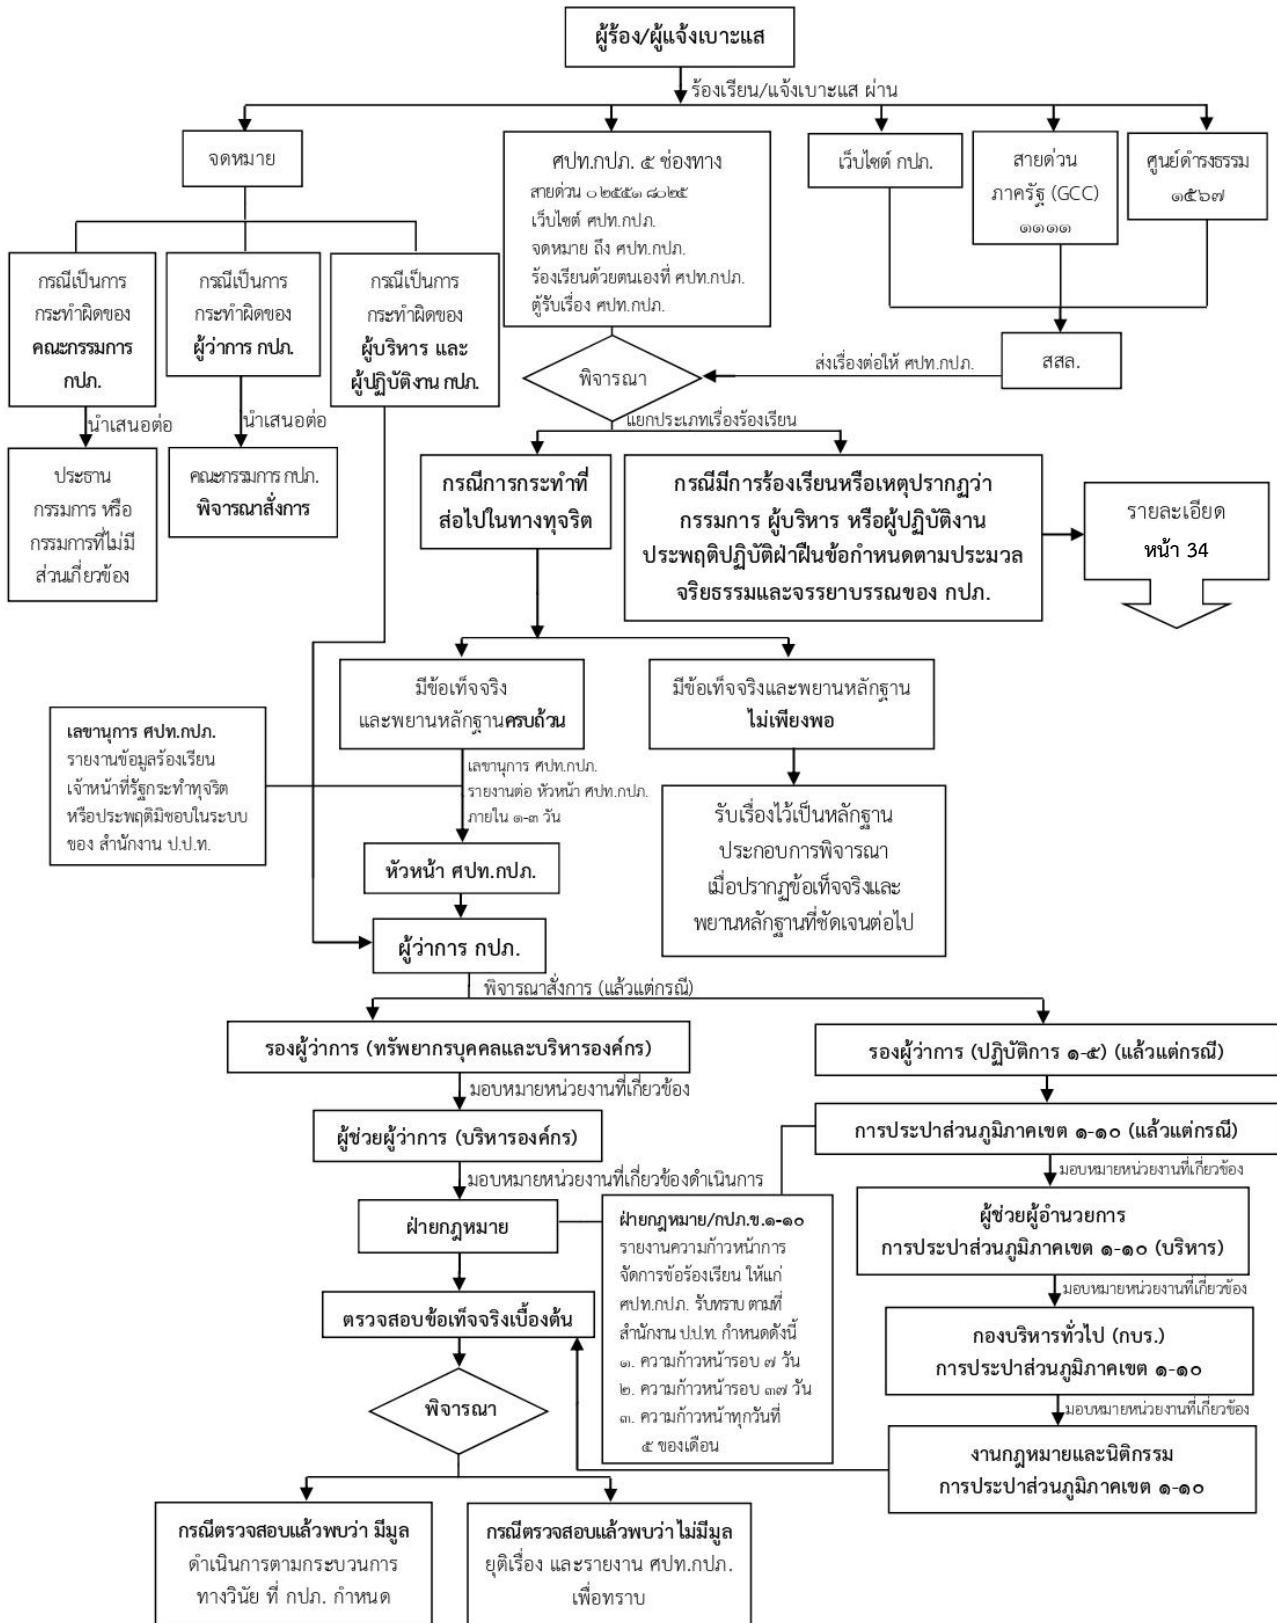 ผู้ร้อง/ผู้แจ้งเบาะแส
ร้องเรียน/แจ้งเบาะแส ผ่าน
จดหมาย
ศปท.กปภ. ๕ ช่องทาง
สายด่วน ๐ ๒๕๕๑ ๘๐๒๕
เว็บไซต์ ศปท.กปภ.
จดหมาย ถึง ศปท.กปภ.
ร้องเรียนด้วยตนเองที่ ศปท.กปภ.
ตู้รับเรื่อง ศปท.กปภ.
เว็บไซต์ กปภ.
สายด่วน
ภาครัฐ (GCC)
๑๑๑๑
ศูนย์ดำรงธรรม
๑๕๖๗
กรณีเป็นการ
กระทำผิดของ
คณะกรรมการ
กปภ.
กรณีเป็นการ
กระทำผิดของ
ผู้ว่าการ กปภ.
กรณีเป็นการ
กระทำผิดของ
ผู้บริหาร และ
ผู้ปฏิบัติงาน กปภ.
สสล.
ส่งเรื่องต่อให้ ศปท.กปภ.
พิจารณา
แยกประเภทเรื่องร้องเรียน
นำเสนอต่อ
นำเสนอต่อ
ประธาน
กรรมการ หรือ
กรรมการที่ไม่มี
ส่วนเกี่ยวข้อง
คณะกรรมการ กปภ.
พิจารณาสั่งการ
กรณีการกระทำที่
ส่อไปในทางทุจริต
กรณีมีการร้องเรียนหรือเหตุปรากฏว่า
กรรมการ ผู้บริหาร หรือผู้ปฏิบัติงาน
ประพฤติปฏิบัติฝ่าฝืนข้อกำหนดตามประมวล
จริยธรรมและจรรยาบรรณของ กปภ.
รายละเอียด
หน้า 34
มีข้อเท็จจริง
และพยานหลักฐานครบถ้วน
มีข้อเท็จจริงและพยานหลักฐาน
ไม่เพียงพอ
เลขานุการ ศปท.กปภ.
รายงานข้อมูลร้องเรียน
เจ้าหน้าที่รัฐกระทำทุจริต
หรือประพฤติมิชอบในระบบ
ของ สำนักงาน ป.ป.ท.
เลขานุการ ศปท.กปภ.
รายงานต่อ หัวหน้า ศปท.กปภ.
ภายใน ๑-๓ วัน
รับเรื่องไว้เป็นหลักฐาน
ประกอบการพิจารณา
เมื่อปรากฏข้อเท็จจริงและ
พยานหลักฐานที่ชัดเจนต่อไป
หัวหน้า ศปท.กปภ.
ผู้ว่าการ กปภ.
พิจารณาสั่งการ (แล้วแต่กรณี)
รองผู้ว่าการ (ทรัพยากรบุคคลและบริหารองค์กร)
รองผู้ว่าการ (ปฏิบัติการ ๑-๕) (แล้วแต่กรณี)
มอบหมายหน่วยงานที่เกี่ยวข้อง
ผู้ช่วยผู้ว่าการ (บริหารองค์กร)
การประปาส่วนภูมิภาคเขต ๑-๑๐ (แล้วแต่กรณี)
มอบหมายหน่วยงานที่เกี่ยวข้องดำเนินการ
มอบหมายหน่วยงานที่เกี่ยวข้อง
ฝ่ายกฎหมาย
ฝ่ายกฎหมาย/กปภ.ข.๑-๑๐
รายงานความก้าวหน้าการ
จัดการข้อร้องเรียน ให้แก่
ศปท.กปภ. รับทราบ ตามที่
สำนักงาน ป.ป.ท. กำหนดดังนี้
๑. ความก้าวหน้ารอบ ๗ วัน
๒. ความก้าวหน้ารอบ ๓๗ วัน
๓. ความก้าวหน้าทุกวันที่
๕ ของเดือน
ผู้ช่วยผู้อำนวยการ
การประปาส่วนภูมิภาคเขต ๑-๑๐ (บริหาร)
มอบหมายหน่วยงานที่เกี่ยวข้อง
ตรวจสอบข้อเท็จจริงเบื้องต้น
กองบริหารทั่วไป (กบร.)
การประปาส่วนภูมิภาคเขต ๑-๑๐
มอบหมายหน่วยงานที่เกี่ยวข้อง
พิจารณา
งานกฎหมายและนิติกรรม
การประปาส่วนภูมิภาคเขต ๑-๑๐
กรณีตรวจสอบแล้วพบว่า มีมูล
ดำเนินการตามกระบวนการ
ทางวินัย ที่ กปภ. กำหนด
กรณีตรวจสอบแล้วพบว่า ไม่มีมูล
ยุติเรื่อง และรายงาน ศปท.กปภ.
เพื่อทราบ